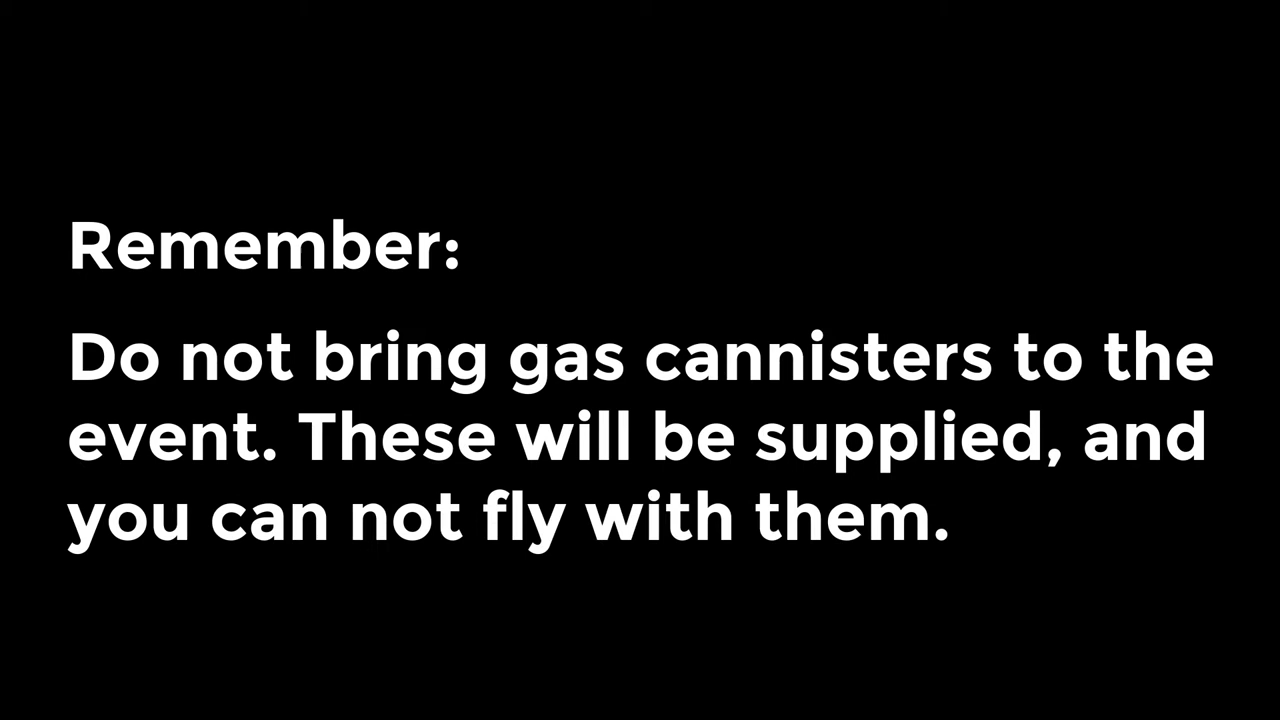 Remember:
Do not bring gas cannisters to the
event. These will be supplied, and
you can not fly with them.